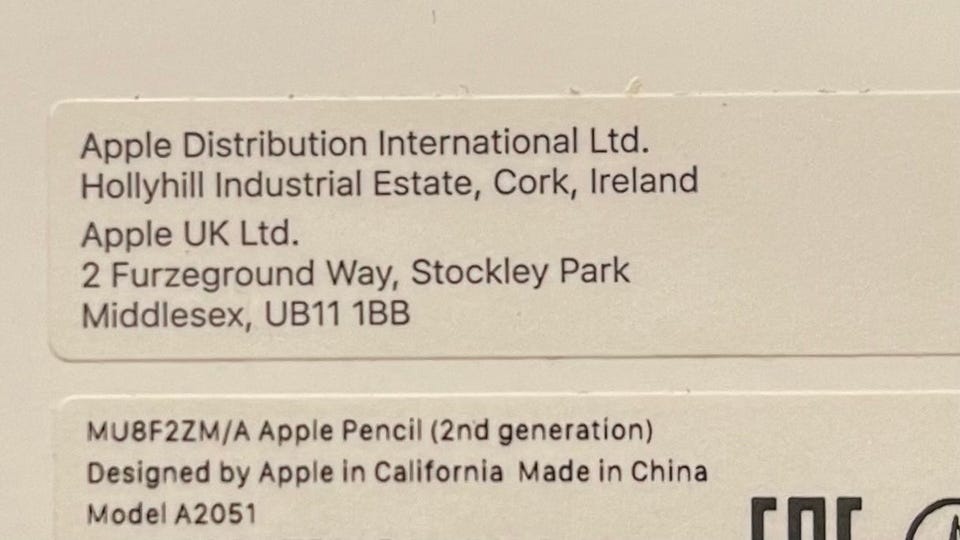 Apple Distribution International Ltd.
Hollyhill Industrial Estate, Cork, Ireland
Apple UK Ltd.
2 Furzeground Way, Stockley Park
Middlesex, UB11 1BB
MU8F2ZM/A Apple Pencil (2nd generation)
Designed by Apple in California Made in China
Model A2051